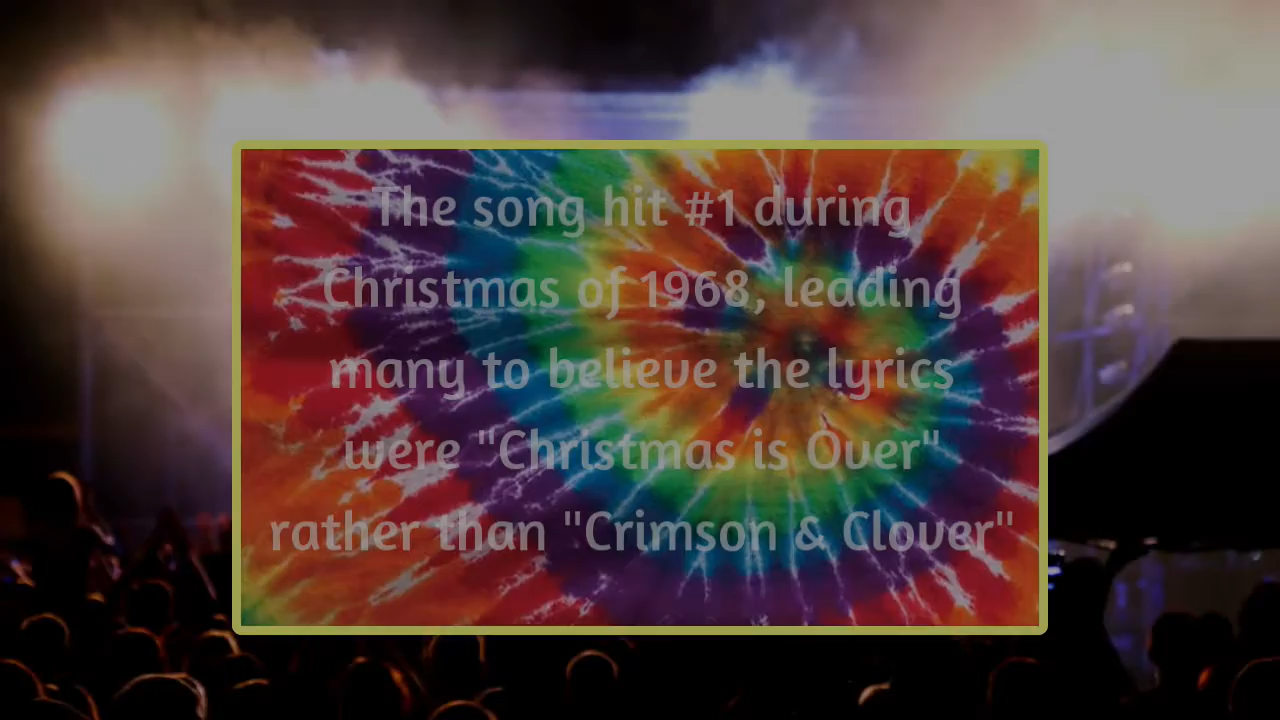 The song hit #1 during
Christmas of 1968, leading
many to believe the lyrics
were "Christmas is Over"
rather than "Crimson & Clover"